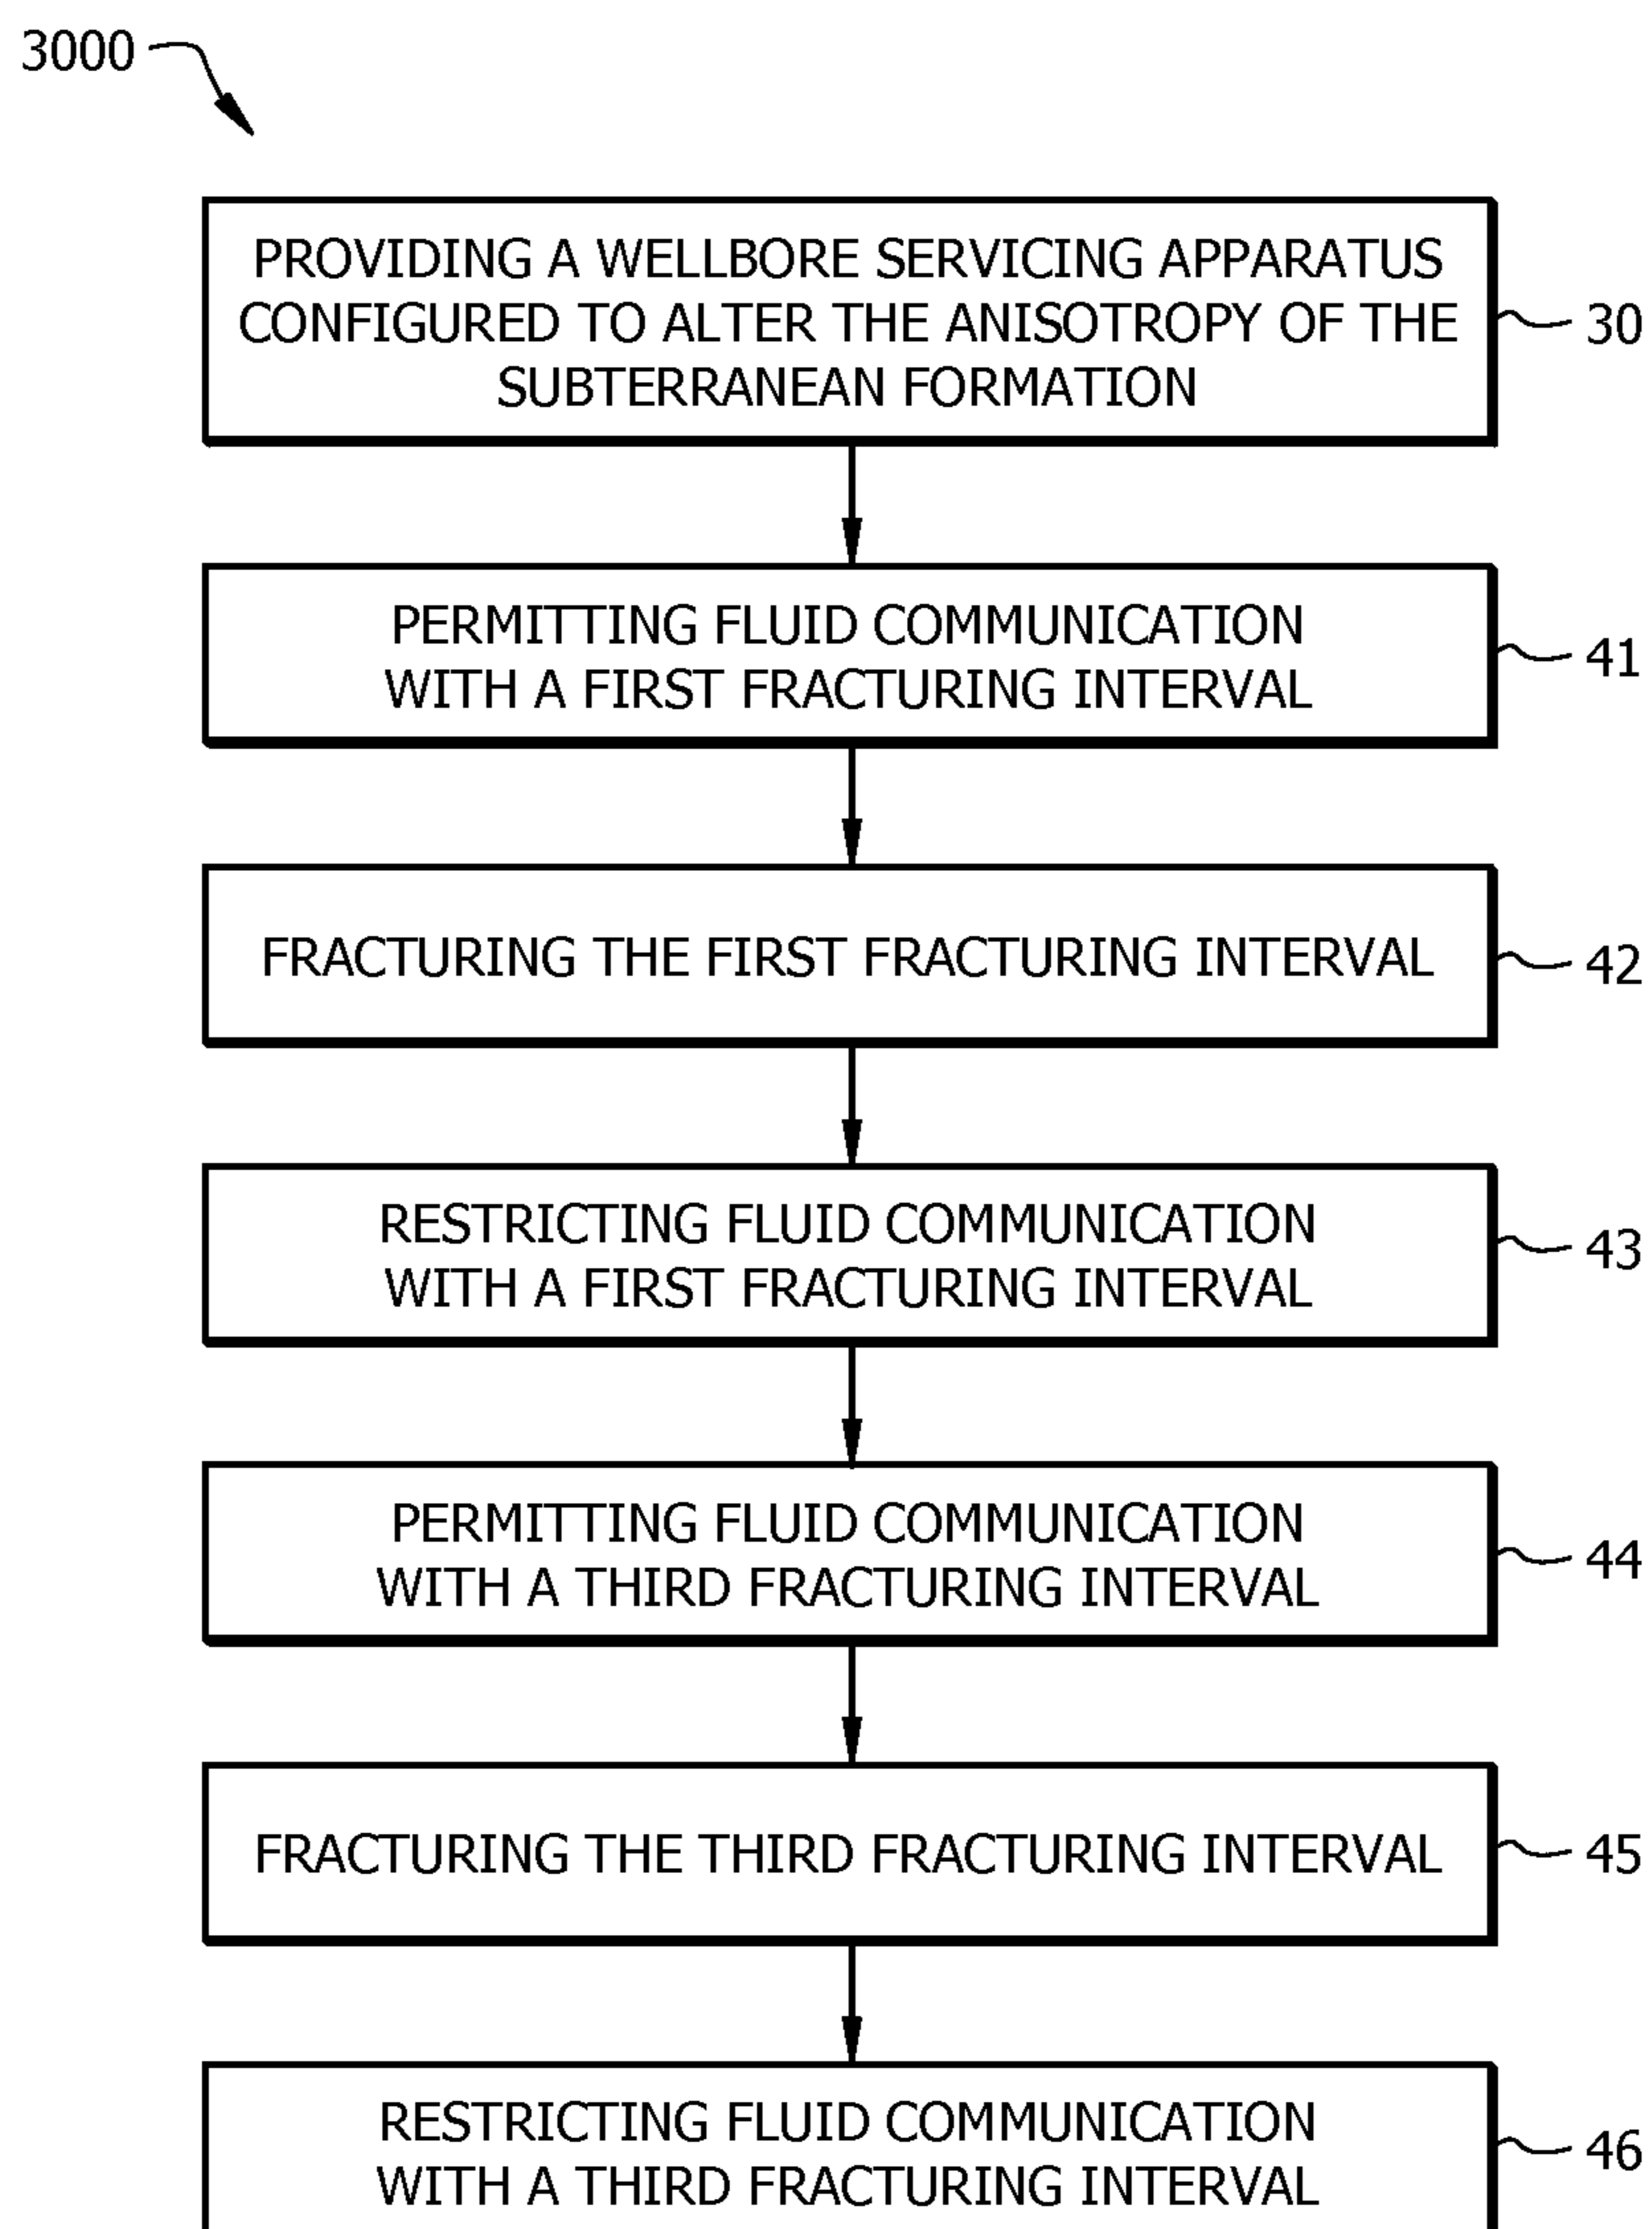 3000
PROVIDING A WELLBORE SERVICING APPARATUS
CONFIGURED TO ALTER THE ANISOTROPY OF THE
SUBTERRANEAN FORMATION
30
PERMITTING FLUID COMMUNICATION
WITH A FIRST FRACTURING INTERVAL
41
FRACTURING THE FIRST FRACTURING INTERVAL
42
RESTRICTING FLUID COMMUNICATION
WITH A FIRST FRACTURING INTERVAL
43
PERMITTING FLUID COMMUNICATION
WITH A THIRD FRACTURING INTERVAL
44
FRACTURING THE THIRD FRACTURING INTERVAL
45
RESTRICTING FLUID COMMUNICATION
WITH A THIRD FRACTURING INTERVAL
46